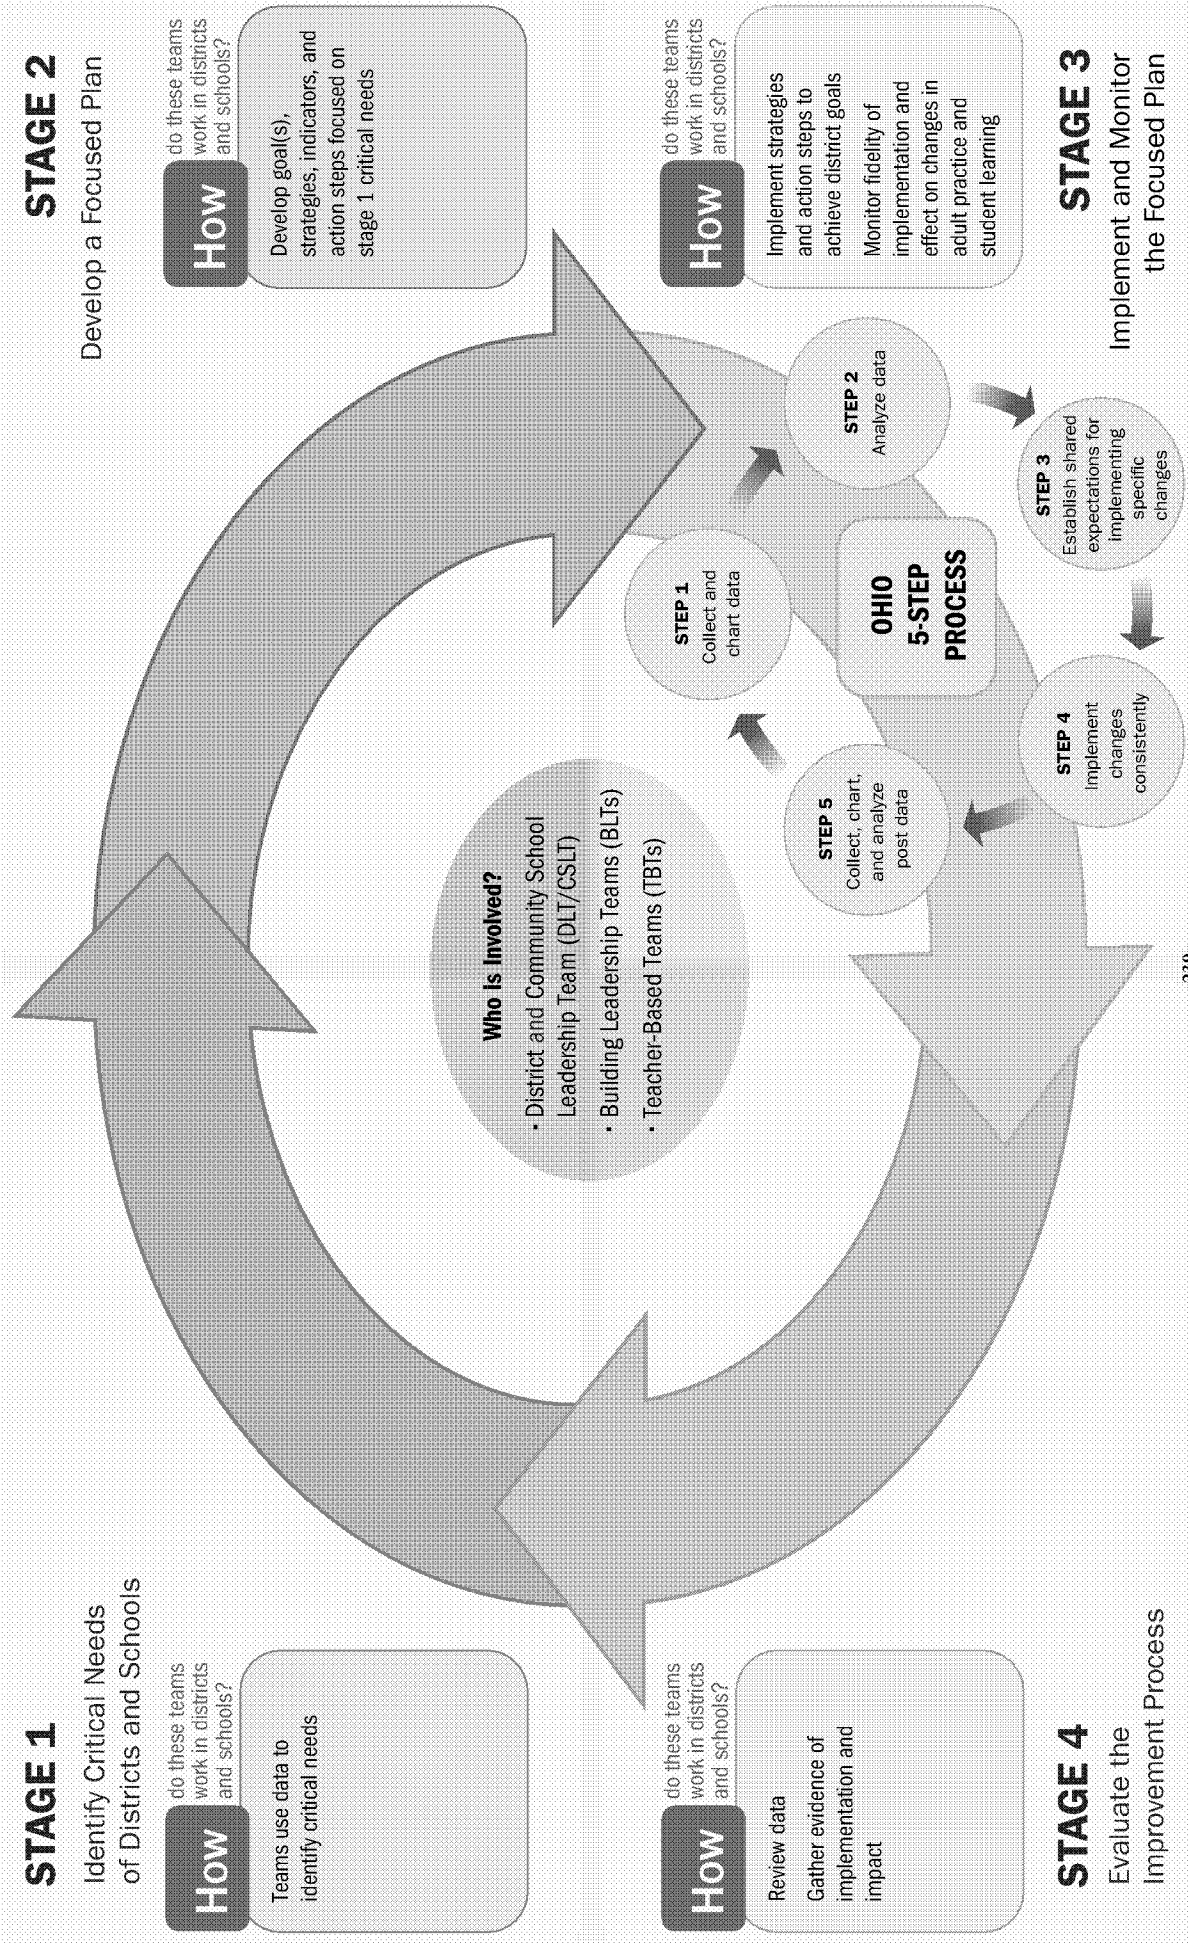 STAGE 1
Identify Critical Needs
of Districts and Schools
How
do these teams
work in districts
and schools?
Teams use data to
identify critical needs
STAGE 2
Develop a Focused Plan
How
do these teams
work in districts
and schools?
Develop goal(s),
strategies, indicators, and
action steps focused on
stage 1 critical needs
Who Is Involved?
• District and Community School
Leadership Team (DLT/CSLT)
• Building Leadership Teams (BLTs)
• Teacher-Based Teams (TBTs)
STEP 1
Collect and
chart data
STEP 2
Analyze data
STEP 3
Establish shared
expectations for
implementing
specific
changes
STEP 4
Implement
changes
consistently
STEP 5
Collect, chart,
and analyze
post data
OHIO
5-STEP
PROCESS
How
do these teams
work in districts
and schools?
Review data
Gather evidence of
implementation and
impact
STAGE 4
Evaluate the
Improvement Process
How
do these teams
work in districts
and schools?
Implement strategies
and action steps to
achieve district goals
Monitor fidelity of
implementation and
effect on changes in
adult practice and
student learning
STAGE 3
Implement and Monitor
the Focused Plan